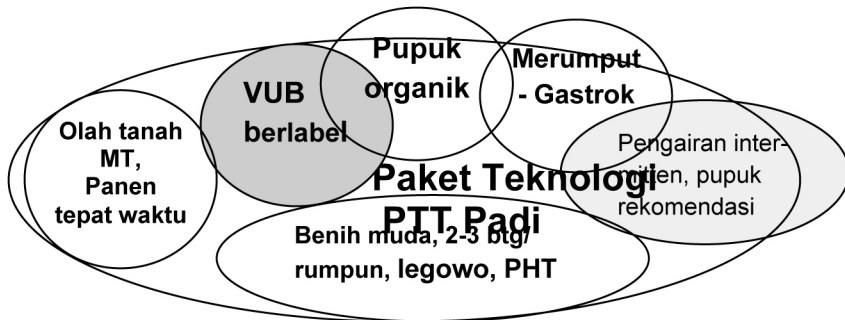 Olah tanah
MT,
Panen
tepat waktu
VUB
berlabel
Pupuk
organik
Merumput
- Gastrok
Pengairan inter-
mitien, pupuk
rekomendasi
Paket Teknologi
PTT Padi
Benih muda, 2-3 btg/
rumpun, legowo, PHT